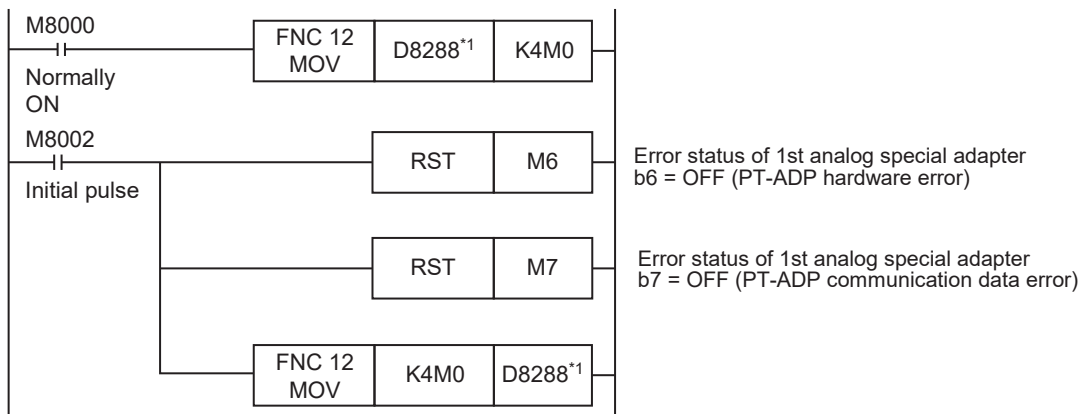 M8000
FNC 12
MOV
D8288*1
K4M0
Normally
ON
M8002
Initial pulse
RST
M6
Error status of 1st analog special adapter
b6 = OFF (PT-ADP hardware error)
RST
M7
Error status of 1st analog special adapter
b7 = OFF (PT-ADP communication data error)
FNC 12
MOV
K4M0
D8288*1